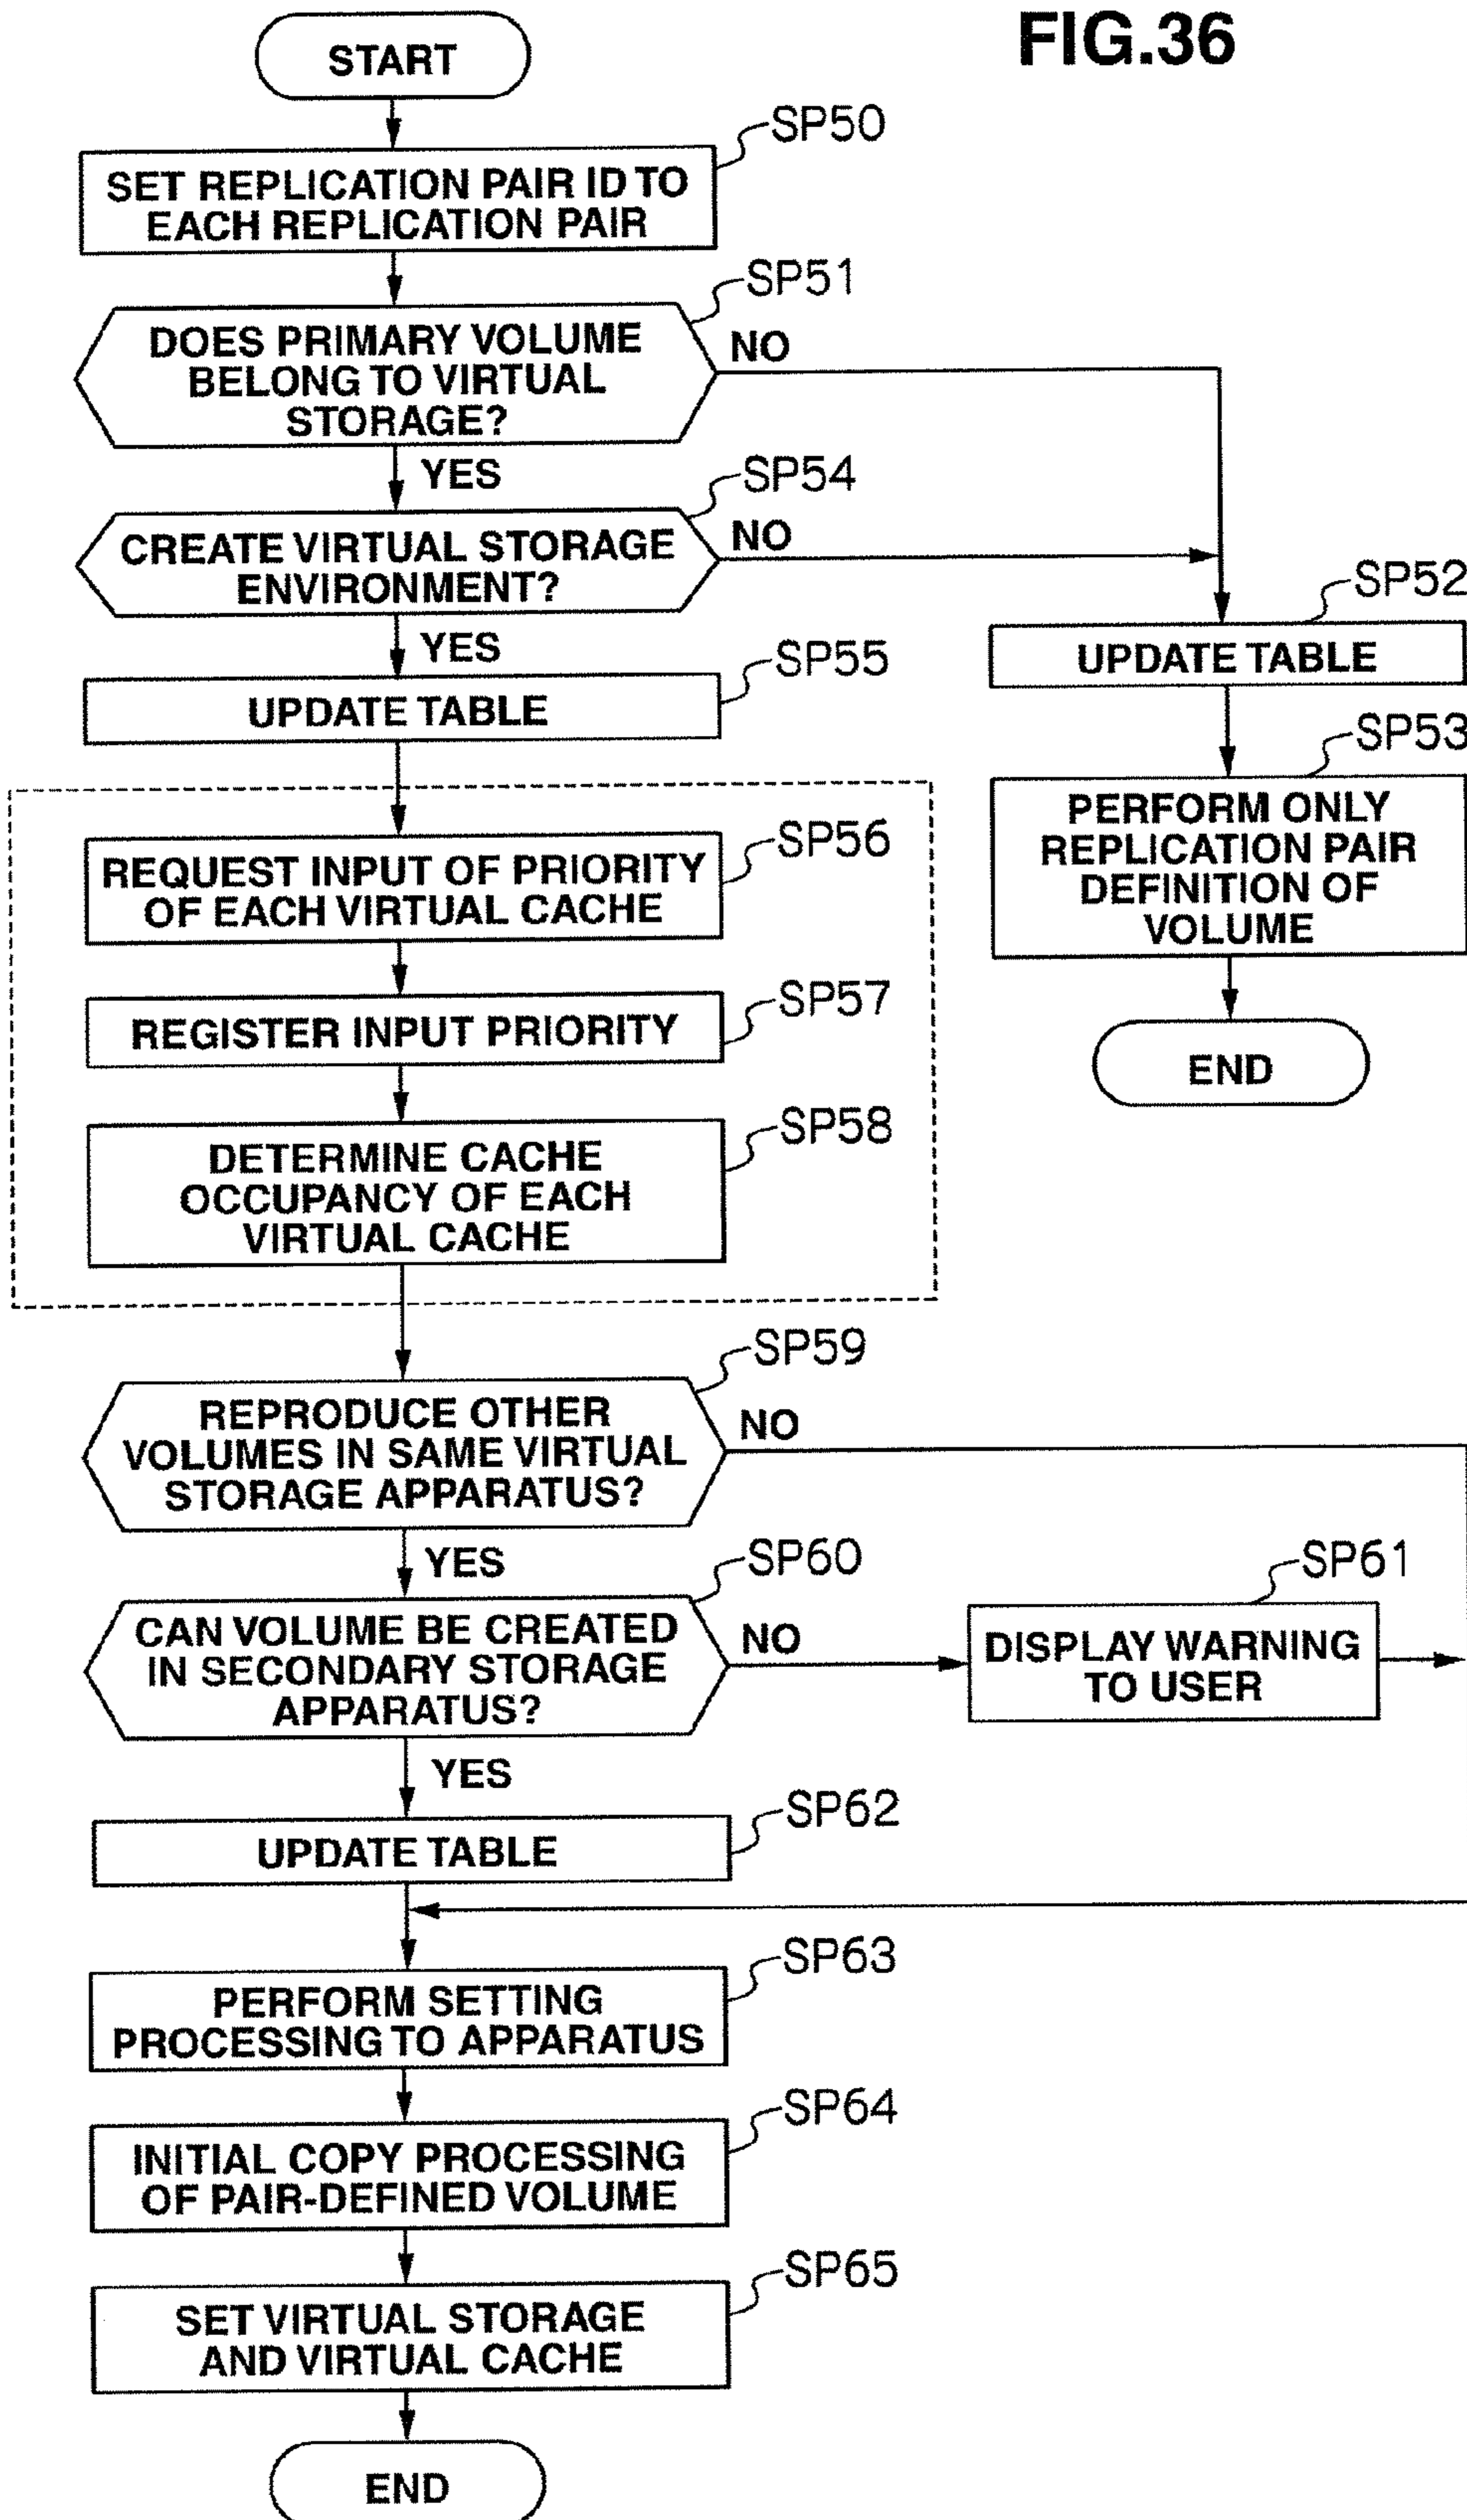 FIG.36
START
SP50
SET REPLICATION PAIR ID TO
EACH REPLICATION PAIR
SP51
DOES PRIMARY VOLUME
BELONG TO VIRTUAL
STORAGE?
NO
YES
SP54
CREATE VIRTUAL STORAGE
ENVIRONMENT?
NO
YES
SP52
UPDATE TABLE
SP53
PERFORM ONLY
REPLICATION PAIR
DEFINITION OF
VOLUME
END
SP55
UPDATE TABLE
SP56
REQUEST INPUT OF PRIORITY
OF EACH VIRTUAL CACHE
SP57
REGISTER INPUT PRIORITY
SP58
DETERMINE CACHE
OCCUPANCY OF EACH
VIRTUAL CACHE
SP59
REPRODUCE OTHER
VOLUMES IN SAME VIRTUAL
STORAGE APPARATUS?
NO
YES
SP60
CAN VOLUME BE CREATED
IN SECONDARY STORAGE
APPARATUS?
NO
SP61
DISPLAY WARNING
TO USER
YES
SP62
UPDATE TABLE
SP63
PERFORM SETTING
PROCESSING TO APPARATUS
SP64
INITIAL COPY PROCESSING
OF PAIR-DEFINED VOLUME
SP65
SET VIRTUAL STORAGE
AND VIRTUAL CACHE
END